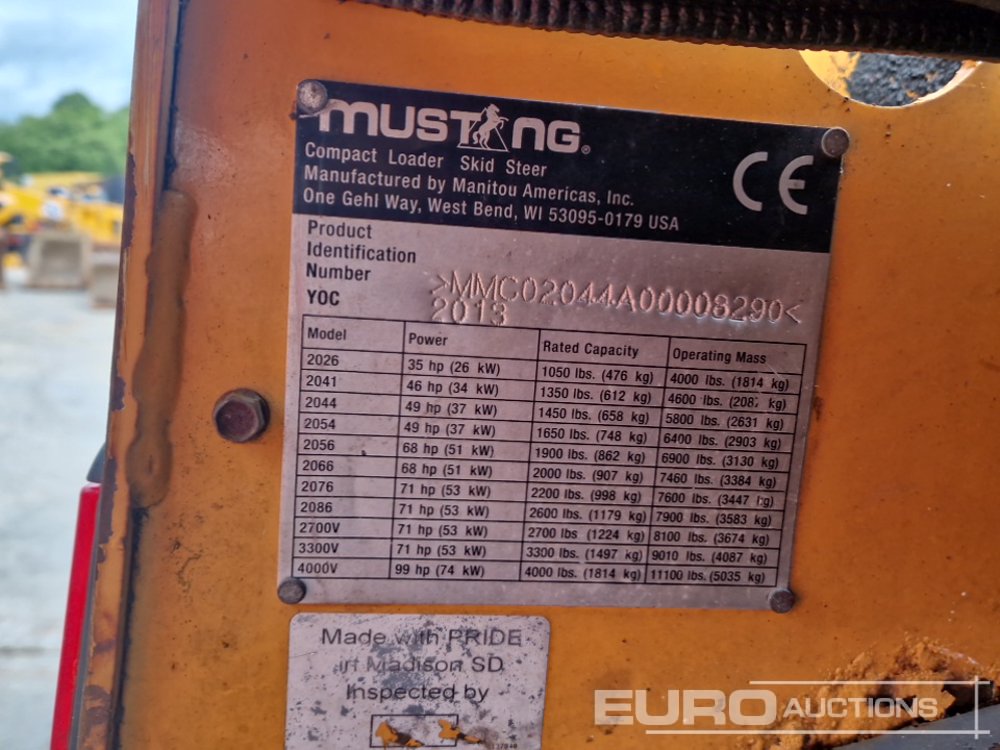 MUSTANG®
Compact Loader Skid Steer
Manufactured by Manitou Americas, Inc.
One Gehl Way, West Bend, WI 53095-0179 USA
CE
Product
Identification
Number >MMC02044A00008290<
YOC 2013
Model Power Rated Capacity Operating Mass
2026 35 hp (26 kW) 1050 lbs. (476 kg) 4000 lbs. (1814 kg)
2041 46 hp (34 kW) 1350 lbs. (612 kg) 4600 lbs. (2087 kg)
2044 49 hp (37 kW) 1450 lbs. (658 kg) 5800 lbs. (2631 kg)
2054 49 hp (37 kW) 1650 lbs. (748 kg) 6400 lbs. (2903 kg)
2056 68 hp (51 kW) 1900 lbs. (862 kg) 6900 lbs. (3130 kg)
2066 68 hp (51 kW) 2000 lbs. (907 kg) 7460 lbs. (3384 kg)
2076 71 hp (53 kW) 2200 lbs. (998 kg) 7600 lbs. (3447 kg)
2086 71 hp (53 kW) 2600 lbs. (1179 kg) 7900 lbs. (3583 kg)
2700V 71 hp (53 kW) 2700 lbs (1224 kg) 8100 lbs. (3674 kg)
3300V 71 hp (53 kW) 3300 lbs. (1497 kg) 9010 lbs. (4087 kg)
4000V 99 hp (74 kW) 4000 lbs. (1814 kg) 11100 lbs. (5035 kg)
Made with PRIDE
in Madison SD
Inspected by
EURO AUCTIONS